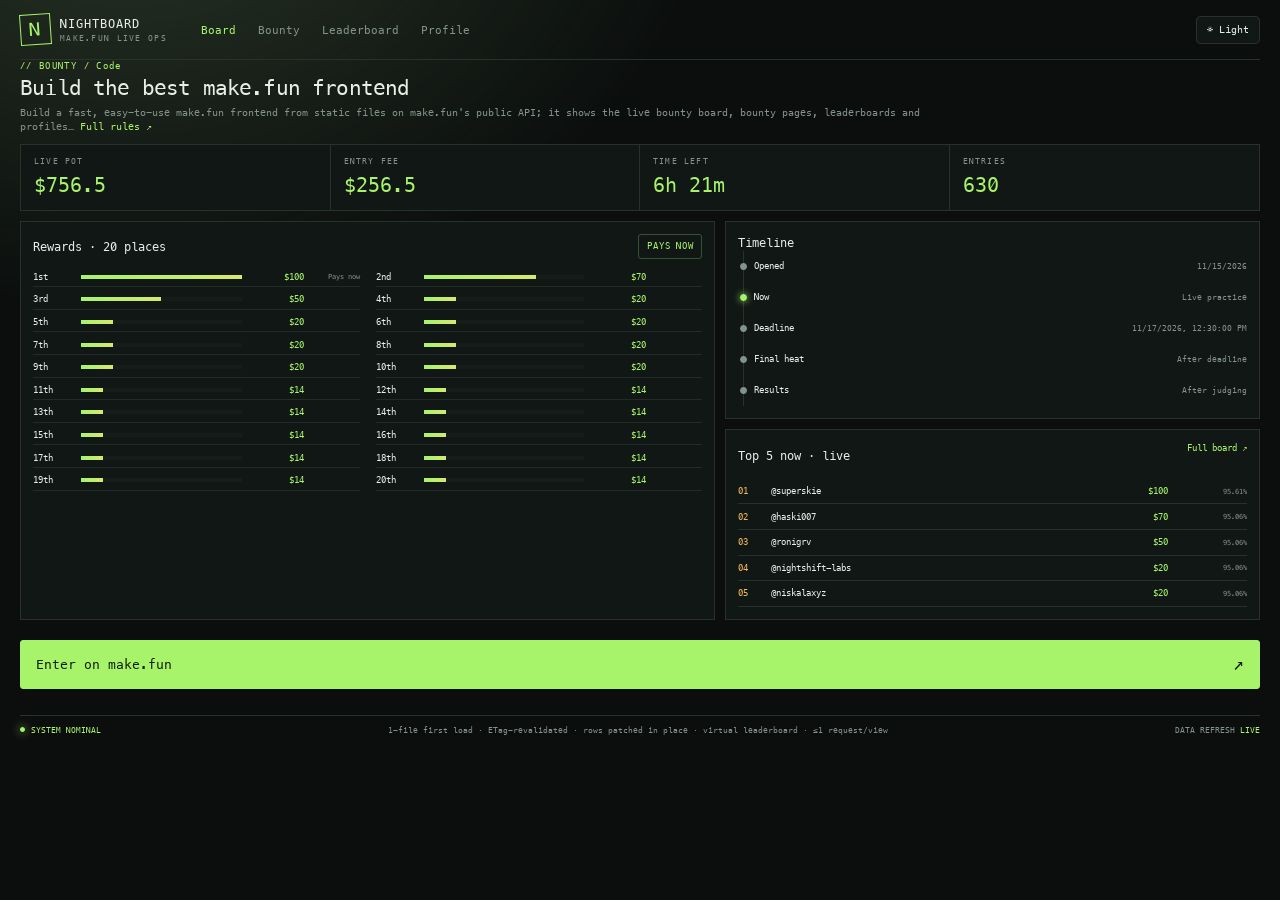 N
NIGHTBOARD
MAKE.FUN LIVE OPS
Board Bounty Leaderboard Profile
☀ Light
// BOUNTY / Code
Build the best make.fun frontend
Build a fast, easy-to-use make.fun frontend from static files on make.fun's public API; it shows the live bounty board, bounty pages, leaderboards and
profiles… Full rules ↗
LIVE POT
$756.5
ENTRY FEE
$256.5
TIME LEFT
6h 21m
ENTRIES
630
Rewards · 20 places
PAYS NOW
1st $100 Pays now
2nd $70
3rd $50
4th $20
5th $20
6th $20
7th $20
8th $20
9th $20
10th $20
11th $14
12th $14
13th $14
14th $14
15th $14
16th $14
17th $14
18th $14
19th $14
20th $14
Timeline
Opened 11/15/2026
Now Live practice
Deadline 11/17/2026, 12:30:00 PM
Final heat After deadline
Results After judging
Top 5 now · live
Full board ↗
01 @superskie $100 95.61%
02 @haski007 $70 95.06%
03 @ronigrv $50 95.06%
04 @nightshift-labs $20 95.06%
05 @niskalaxyz $20 95.06%
Enter on make.fun ↗
SYSTEM NOMINAL
1-file first load · ETag-revalidated · rows patched in place · virtual leaderboard · ≤1 request/view
DATA REFRESH LIVE